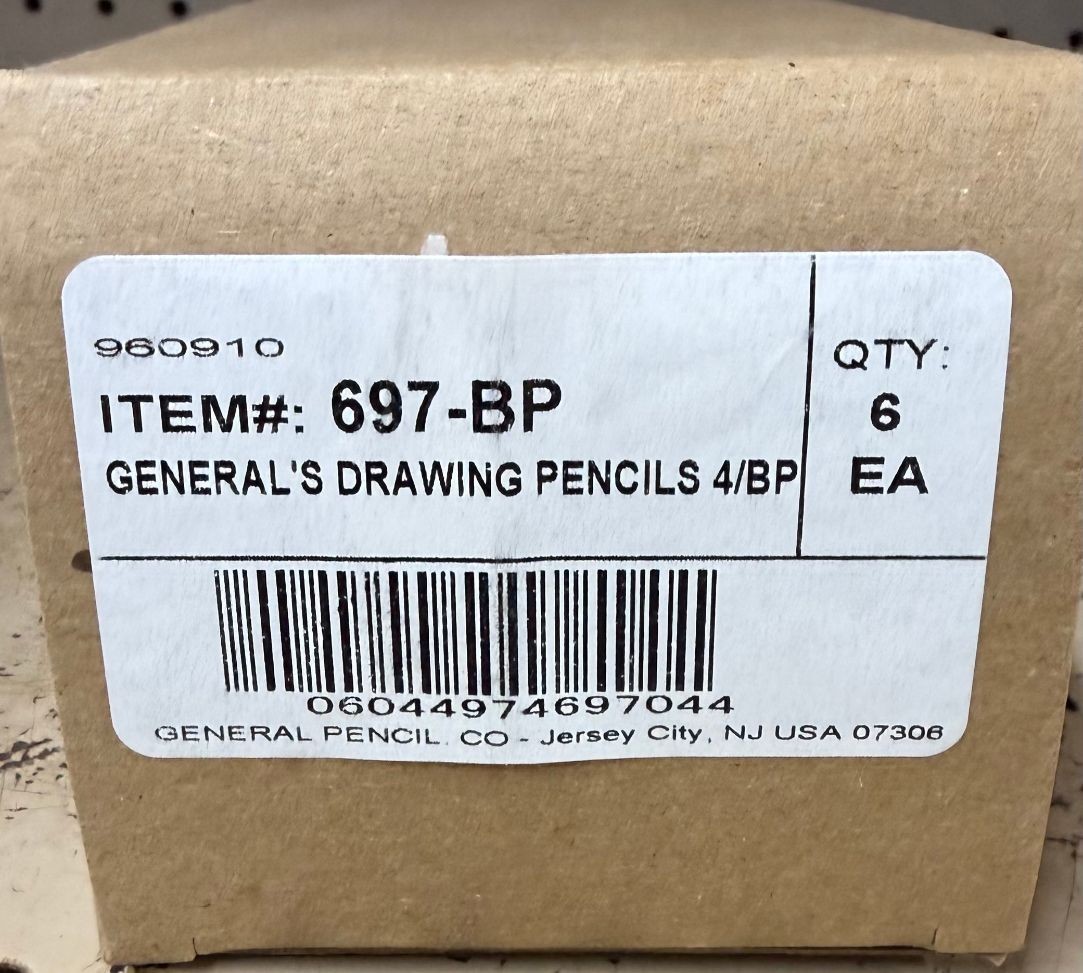 960910
ITEM#: 697-BP
GENERAL'S DRAWING PENCILS 4/BP
QTY:
6
EA
06044974697044
GENERAL PENCIL CO - Jersey City, NJ USA 07306